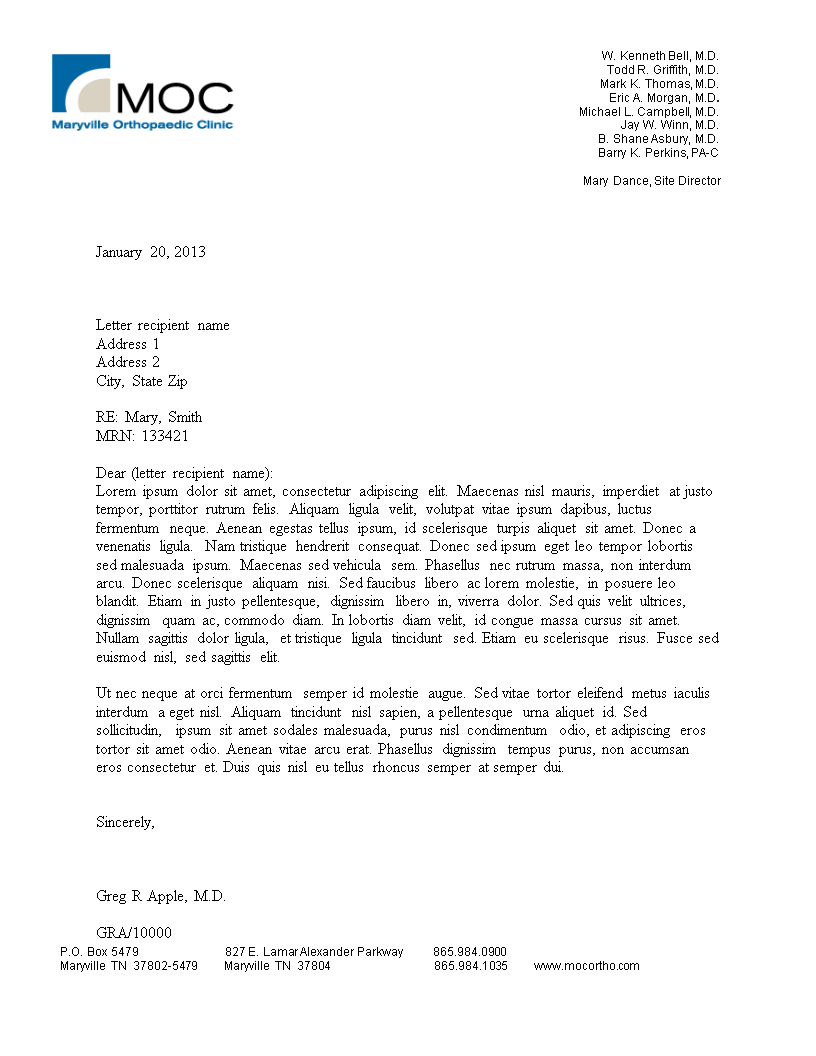 MOC
Maryville Orthopaedic Clinic
W. Kenneth Bell, M.D.
Todd R. Griffith, M.D.
Mark K. Thomas, M.D.
Eric A. Morgan, M.D.
Michael L. Campbell, M.D.
Jay W. Winn, M.D.
B. Shane Asbury, M.D.
Barry K. Perkins, PA-C
Mary Dance, Site Director
January 20, 2013
Letter recipient name
Address 1
Address 2
City, State Zip
RE: Mary, Smith
MRN: 133421
Dear (letter recipient name):
Lorem ipsum dolor sit amet, consectetur adipiscing elit. Maecenas nisl mauris, imperdiet at justo
tempor, porttitor rutrum felis. Aliquam ligula velit, volutpat vitae ipsum dapibus, luctus
fermentum neque. Aenean egestas tellus ipsum, id scelerisque turpis aliquet sit amet. Donec a
venenatis ligula. Nam tristique hendrerit consequat. Donec sed ipsum eget leo tempor lobortis
sed malesuada ipsum. Maecenas sed vehicula sem. Phasellus nec rutrum massa, non interdum
arcu. Donec scelerisque aliquam nisi. Sed faucibus libero ac lorem molestie, in posuere leo
blandit. Etiam in justo pellentesque, dignissim libero in, viverra dolor. Sed quis velit ultrices,
dignissim quam ac, commodo diam. In lobortis diam velit, id congue massa cursus sit amet.
Nullam sagittis dolor ligula, et tristique ligula tincidunt sed. Etiam eu scelerisque risus. Fusce sed
euismod nisl, sed sagittis elit.
Ut nec neque at orci fermentum semper id molestie augue. Sed vitae tortor eleifend metus iaculis
interdum a eget nisl. Aliquam tincidunt nisl sapien, a pellentesque urna aliquet id. Sed
sollicitudin, ipsum sit amet sodales malesuada, purus nisl condimentum odio, et adipiscing eros
tortor sit amet odio. Aenean vitae arcu erat. Phasellus dignissim tempus purus, non accumsan
eros consectetur et. Duis quis nisl eu tellus rhoncus semper at semper dui.
Sincerely,
Greg R Apple, M.D.
GRA/10000
P.O. Box 5479 827 E. Lamar Alexander Parkway 865.984.0900
Maryville TN 37802-5479 Maryville TN 37804 865.984.1035 www.mocortho.com